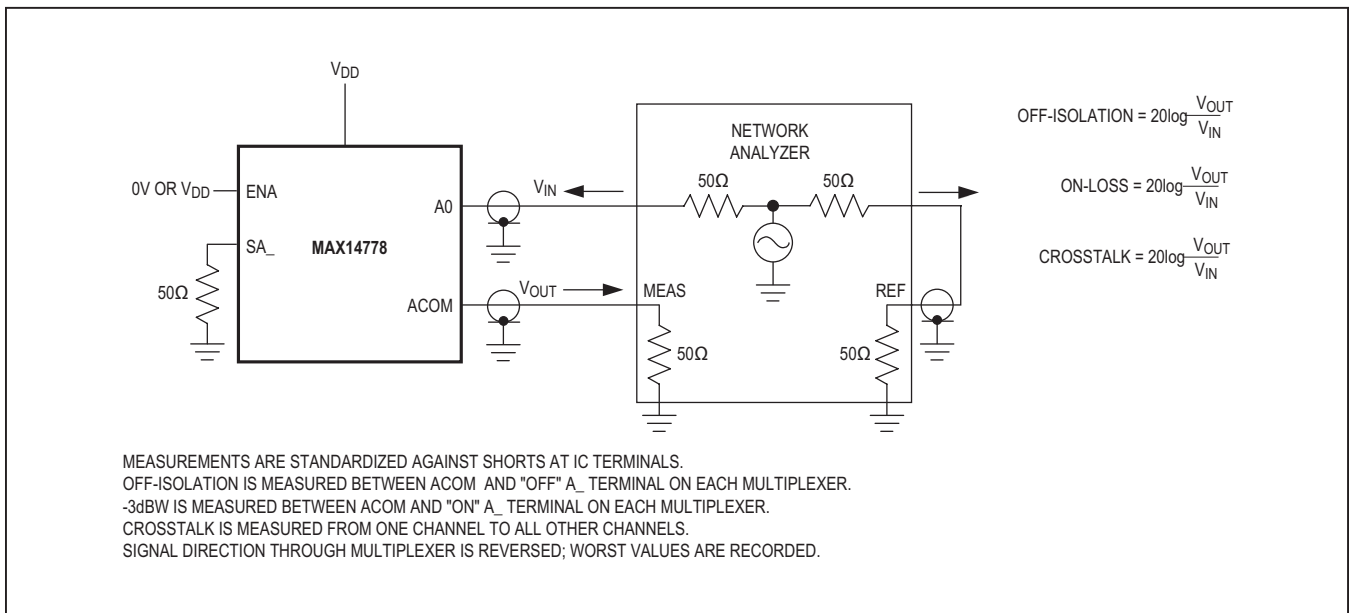 VDD
0V OR VDD
ENA
SA_
MAX14778
A0
ACOM
50Ω
VIN
VOUT
NETWORK
ANALYZER
50Ω
50Ω
MEAS
REF
50Ω
50Ω
OFF-ISOLATION = 20log VOUT
VIN
ON-LOSS = 20log VOUT
VIN
CROSSTALK = 20log VOUT
VIN
MEASUREMENTS ARE STANDARDIZED AGAINST SHORTS AT IC TERMINALS.
OFF-ISOLATION IS MEASURED BETWEEN ACOM AND "OFF" A_ TERMINAL ON EACH MULTIPLEXER.
-3dBW IS MEASURED BETWEEN ACOM AND "ON" A_ TERMINAL ON EACH MULTIPLEXER.
CROSSTALK IS MEASURED FROM ONE CHANNEL TO ALL OTHER CHANNELS.
SIGNAL DIRECTION THROUGH MULTIPLEXER IS REVERSED; WORST VALUES ARE RECORDED.